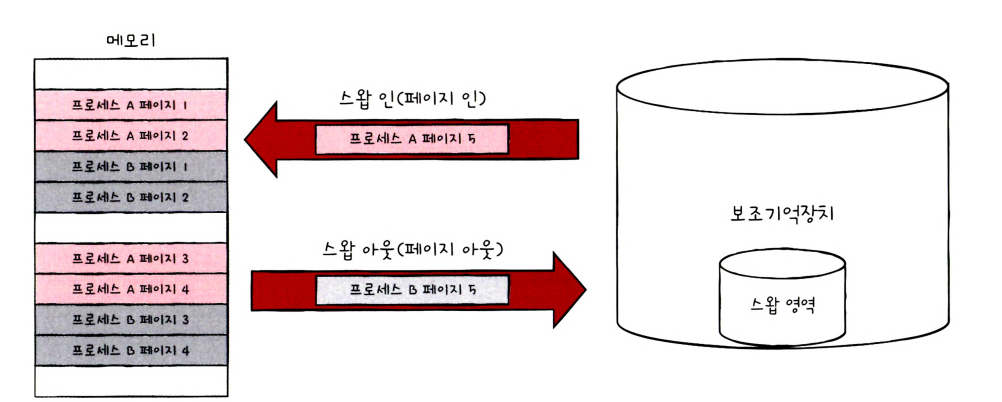 메모리
프로세스 A 페이지 1
프로세스 A 페이지 2
프로세스 B 페이지 1
프로세스 B 페이지 2
프로세스 A 페이지 3
프로세스 A 페이지 4
프로세스 B 페이지 3
프로세스 B 페이지 4
스왑 인(페이지 인)
프로세스 A 페이지 5
스왑 아웃(페이지 아웃)
프로세스 B 페이지 5
보조기억장치
스왑 영역